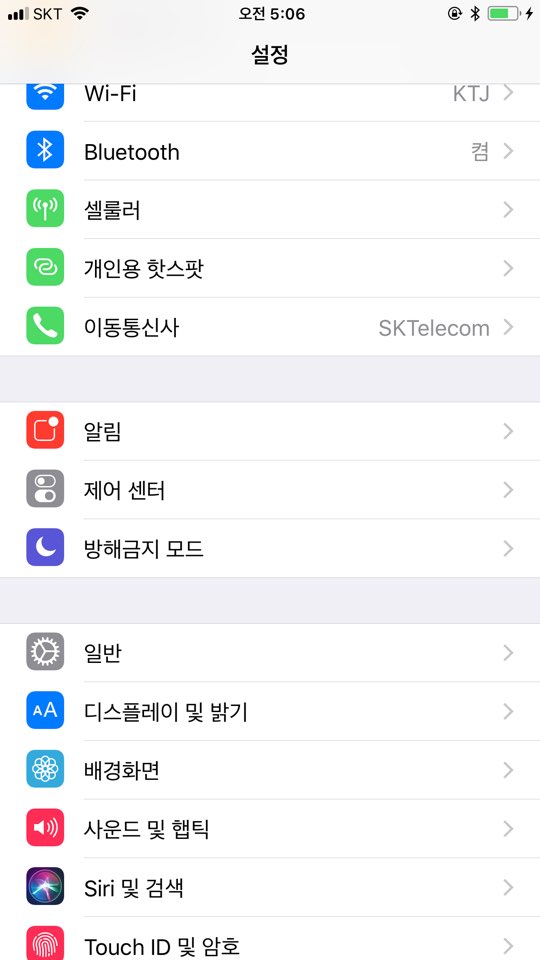 SKT 오전 5:06
설정
Wi-Fi KTJ
Bluetooth 켬
셀룰러
개인용 핫스팟
이동통신사 SKTelecom
알림
제어 센터
방해금지 모드
일반
AA 디스플레이 및 밝기
배경화면
사운드 및 햅틱
Siri 및 검색
Touch ID 및 암호